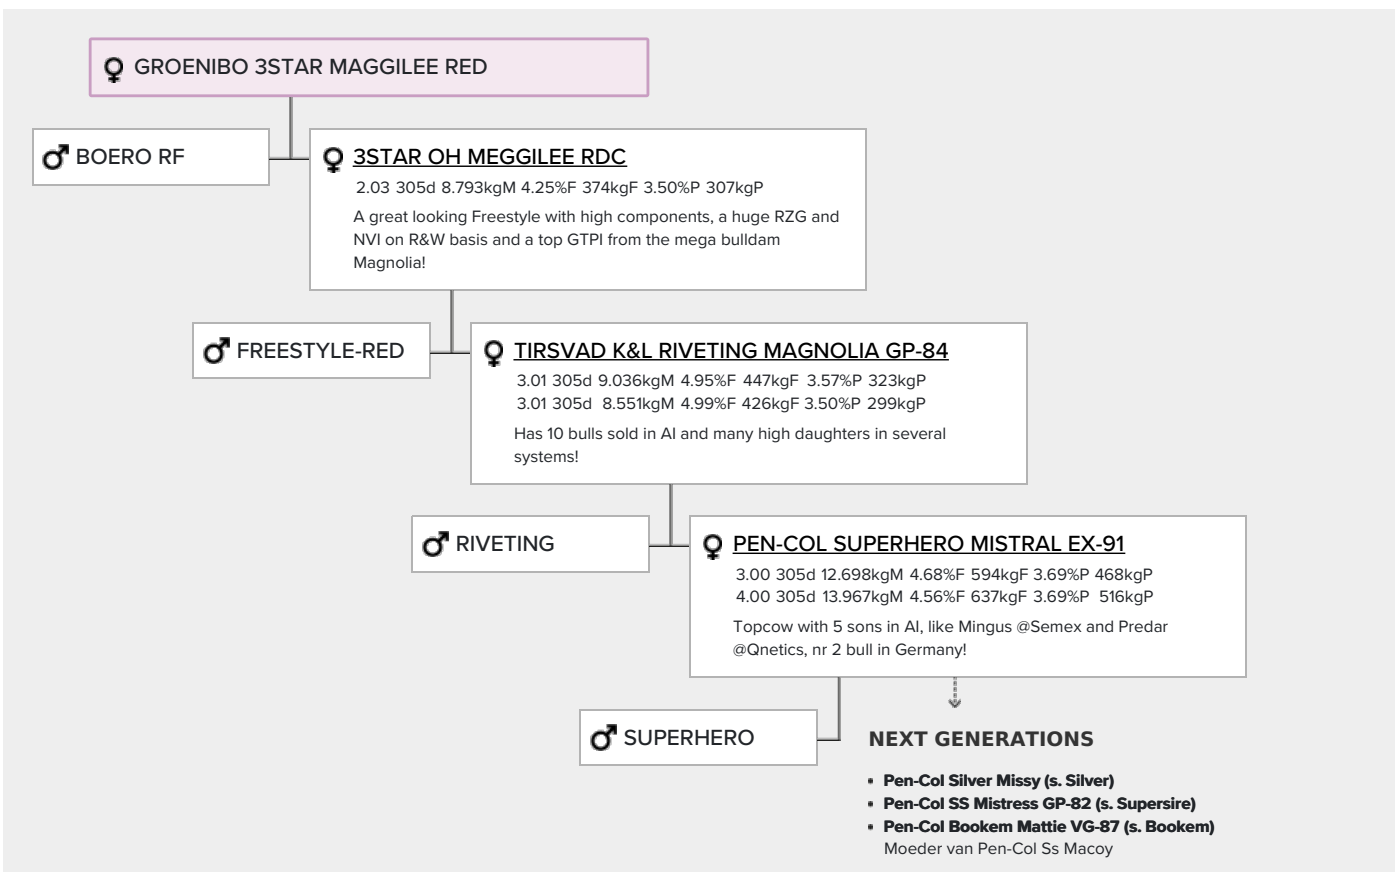 GROENIBO 3STAR MAGGILEE RED
BOERO RF
3STAR OH MEGGILEE RDC
2.03 305d 8.793kgM 4.25%F 374kgF 3.50%P 307kgP
A great looking Freestyle with high components, a huge RZG and
NVI on R&W basis and a top GTPI from the mega bulldam
Magnolia!
FREESTYLE-RED
TIRSVAD K&L RIVETING MAGNOLIA GP-84
3.01 305d 9.036kgM 4.95%F 447kgF 3.57%P 323kgP
3.01 305d 8.551kgM 4.99%F 426kgF 3.50%P 299kgP
Has 10 bulls sold in AI and many high daughters in several
systems!
RIVETING
PEN-COL SUPERHERO MISTRAL EX-91
3.00 305d 12.698kgM 4.68%F 594kgF 3.69%P 468kgP
4.00 305d 13.967kgM 4.56%F 637kgF 3.69%P 516kgP
Topcow with 5 sons in AI, like Mingus @Semex and Predar
@Qnetics, nr 2 bull in Germany!
SUPERHERO
NEXT GENERATIONS
• Pen-Col Silver Missy (s. Silver)
• Pen-Col SS Mistress GP-82 (s. Supersire)
• Pen-Col Bookem Mattie VG-87 (s. Bookem)
Moeder van Pen-Col Ss Macoy